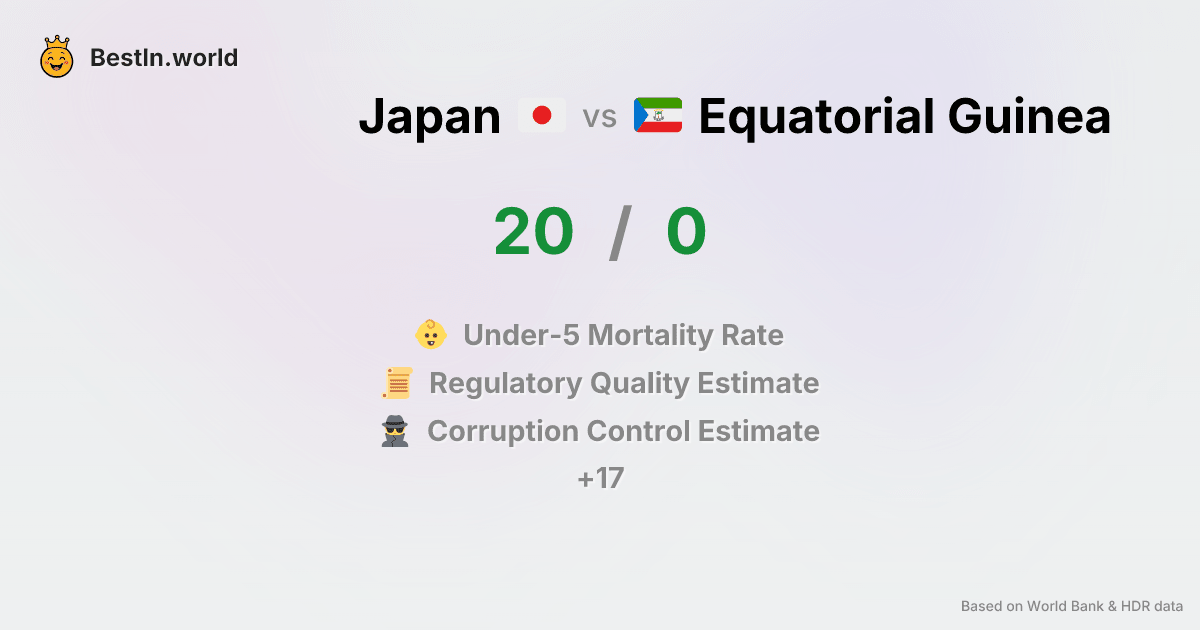 BestIn.world
Japan vs Equatorial Guinea
20 / 0
Under-5 Mortality Rate
Regulatory Quality Estimate
Corruption Control Estimate
+17
Based on World Bank & HDR data